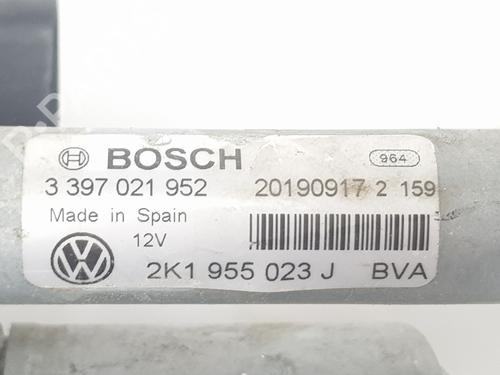 BOSCH 964
3 397 021 952 20190917 2 159
Made in Spain
12V
2K1 955 023 J BVA